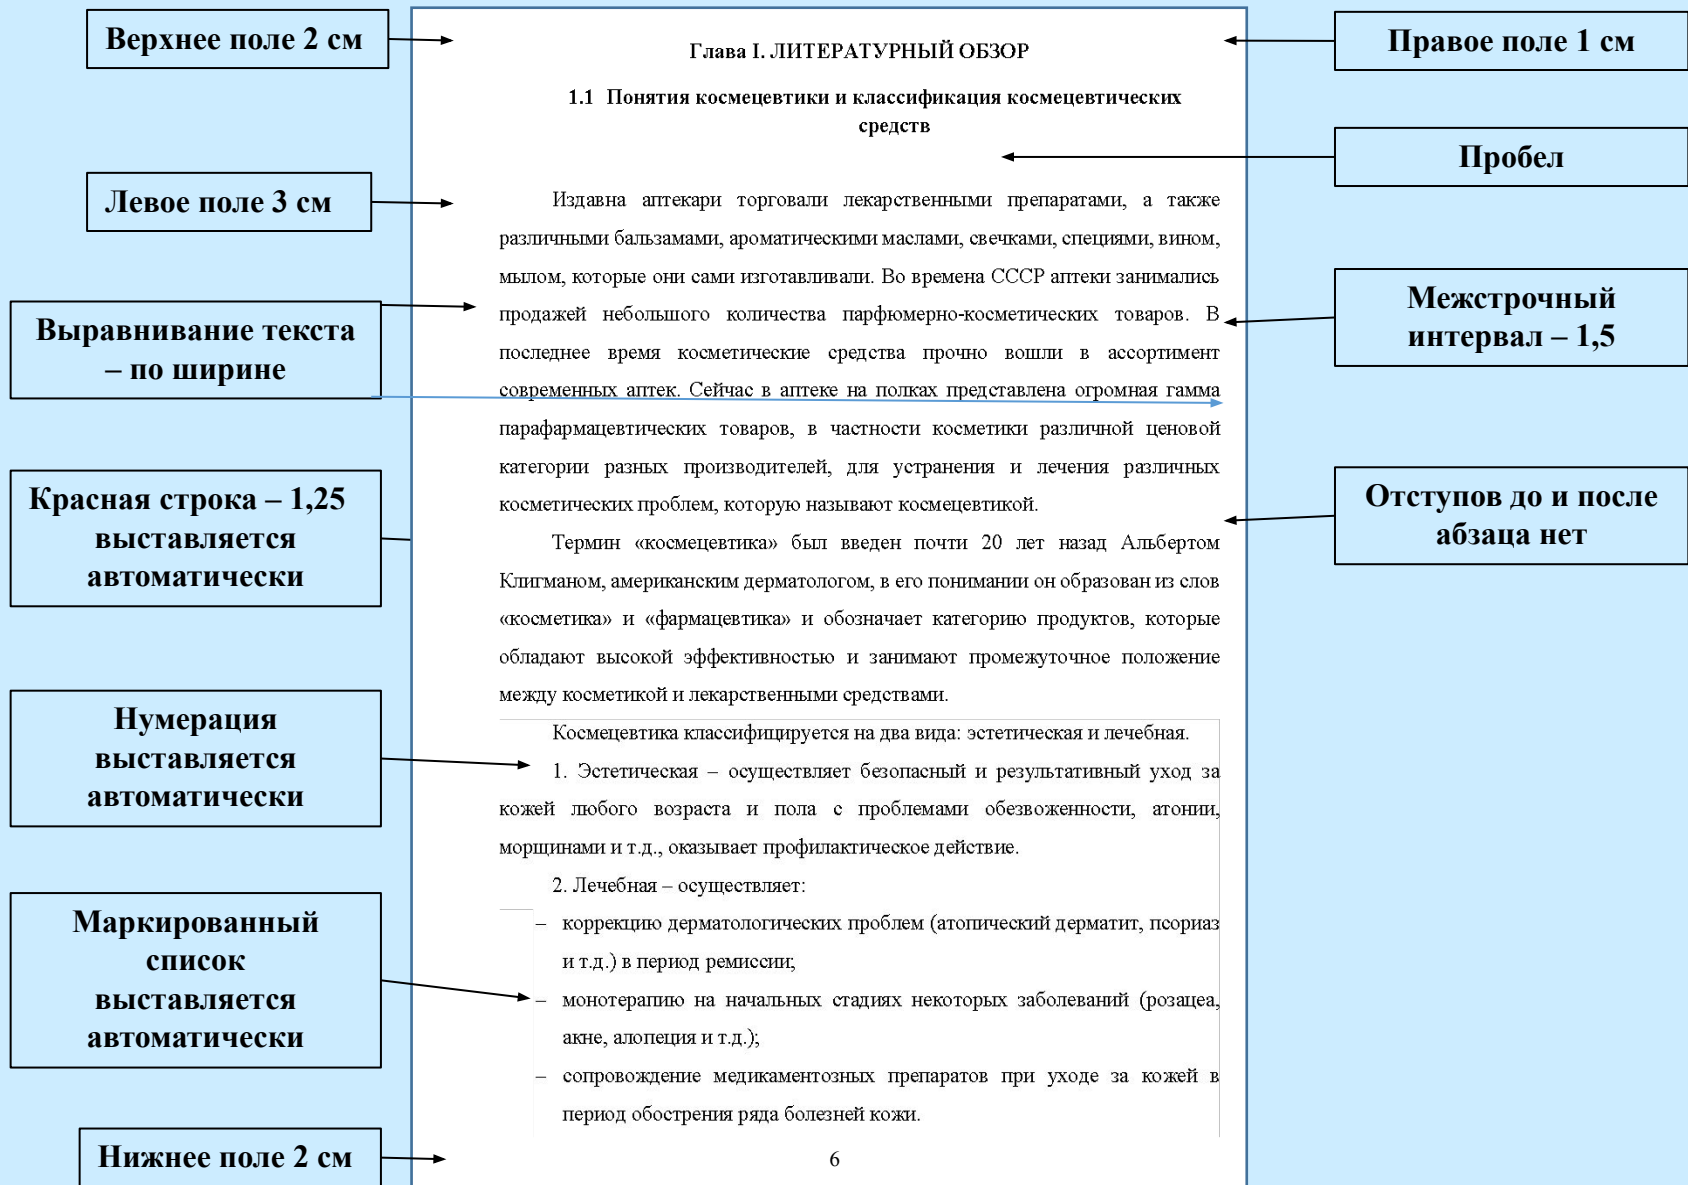 Верхнее поле 2 см
Левое поле 3 см
Выравнивание текста
– по ширине
Красная строка – 1,25
выставляется
автоматически
Нумерация
выставляется
автоматически
Маркированный
список
выставляется
автоматически
Нижнее поле 2 см
Глава I. ЛИТЕРАТУРНЫЙ ОБЗОР
1.1 Понятия космецевтики и классификация космецевтических
средств
Издавна аптекари торговали лекарственными препаратами, а также
различными бальзамами, ароматическими маслами, свечками, специями, вином,
мылом, которые они сами изготавливали. Во времена СССР аптеки занимались
продажей небольшого количества парфюмерно-косметических товаров. В
последнее время косметические средства прочно вошли в ассортимент
современных аптек. Сейчас в аптеке на полках представлена огромная гамма
парафармацевтических товаров, в частности косметики различной ценовой
категории разных производителей, для устранения и лечения различных
косметических проблем, которую называют космецевтикой.
Термин «космецевтика» был введен почти 20 лет назад Альбертом
Клигманом, американским дерматологом, в его понимании он образован из слов
«косметика» и «фармацевтика» и обозначает категорию продуктов, которые
обладают высокой эффективностью и занимают промежуточное положение
между косметикой и лекарственными средствами.
Космецевтика классифицируется на два вида: эстетическая и лечебная.
1. Эстетическая – осуществляет безопасный и результативный уход за
кожей любого возраста и пола с проблемами обезвоженности, атонии,
морщинами и т.д., оказывает профилактическое действие.
2. Лечебная – осуществляет:
– коррекцию дерматологических проблем (атопический дерматит, псориаз
и т.д.) в период ремиссии;
– монотерапию на начальных стадиях некоторых заболеваний (розацеа,
акне, алопеция и т.д.);
– сопровождение медикаментозных препаратов при уходе за кожей в
период обострения ряда болезней кожи.
6
Правое поле 1 см
Пробел
Межстрочный
интервал – 1,5
Отступов до и после
абзаца нет